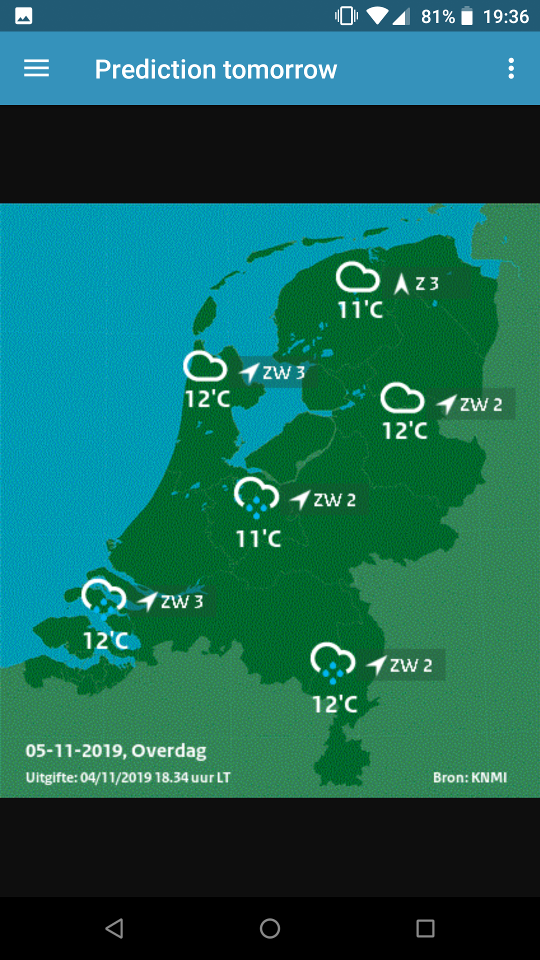 81% 19:36
Prediction tomorrow
Z 3
11°C
ZW 3
12°C
ZW 2
12°C
ZW 2
11°C
ZW 3
12°C
ZW 2
12°C
05-11-2019, Overdag
Uitgifte: 04/11/2019 18.34 uur LT
Bron: KNMI